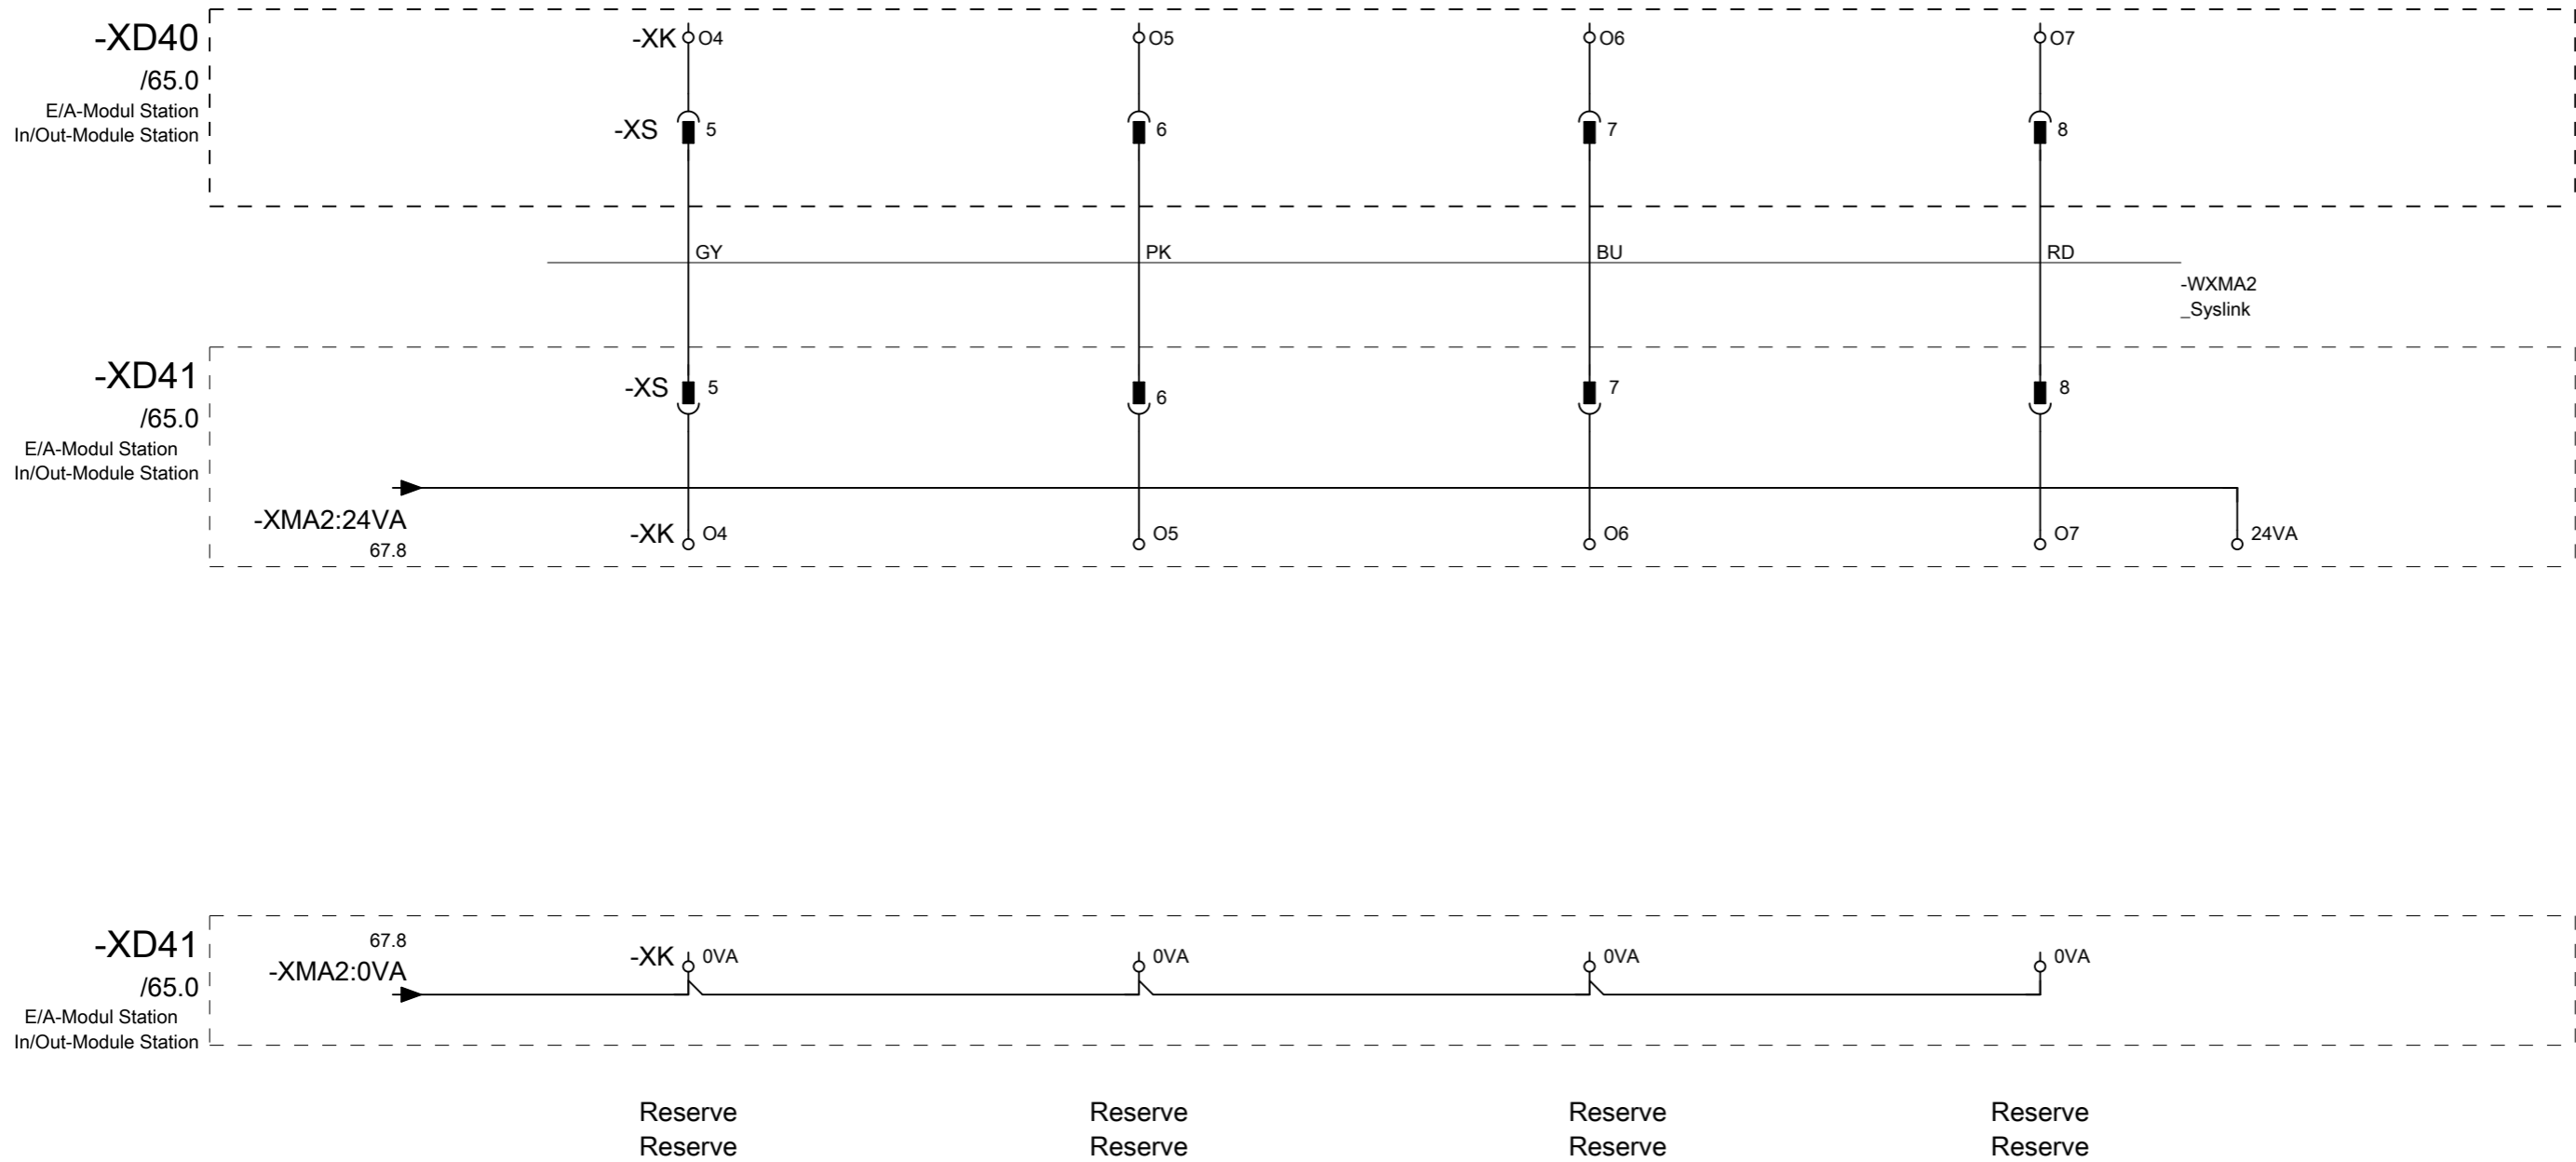 -XD40
/65.0
E/A-Modul Station
In/Out-Module Station
-XK O4 O5 O6 O7
-XS 5 6 7 8
GY PK BU RD
-WXMA2
_Syslink
-XD41
/65.0
E/A-Modul Station
In/Out-Module Station
-XS 5 6 7 8
-XMA2:24VA
67.8
-XK O4 O5 O6 O7 24VA
-XD41
/65.0
E/A-Modul Station
In/Out-Module Station
67.8
-XMA2:0VA
-XK 0VA 0VA 0VA 0VA
Reserve Reserve Reserve Reserve
Reserve Reserve Reserve Reserve